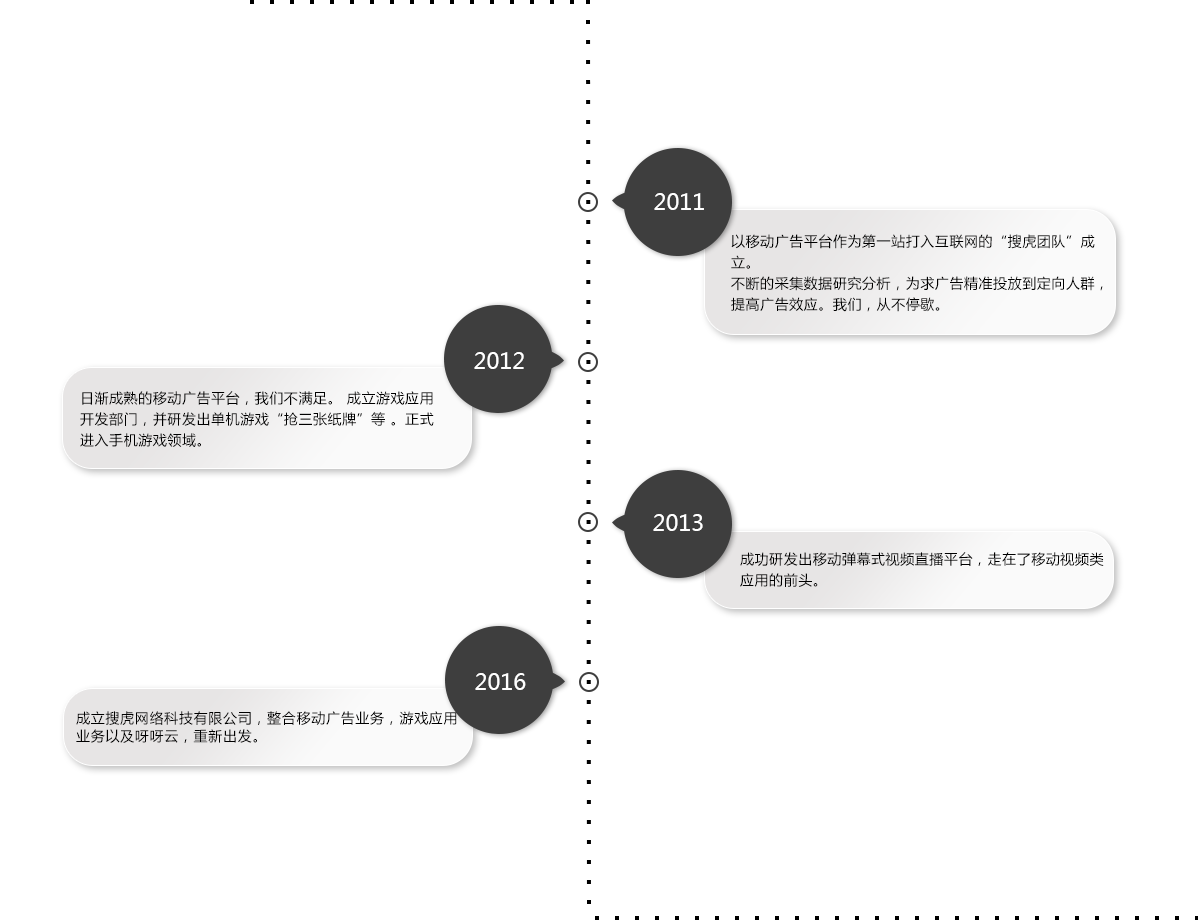 2011
以移动广告平台作为第一站打入互联网的“搜虎团队”成
立。
不断的采集数据研究分析，为求广告精准投放到定向人群，
提高广告效应。我们，从不停歇。
2012
日渐成熟的移动广告平台，我们不满足。 成立游戏应用
开发部门，并研发出单机游戏“抢三张纸牌”等 。正式
进入手机游戏领域。
2013
成功研发出移动弹幕式视频直播平台，走在了移动视频类
应用的前头。
2016
成立搜虎网络科技有限公司，整合移动广告业务，游戏应用
业务以及呀呀云，重新出发。